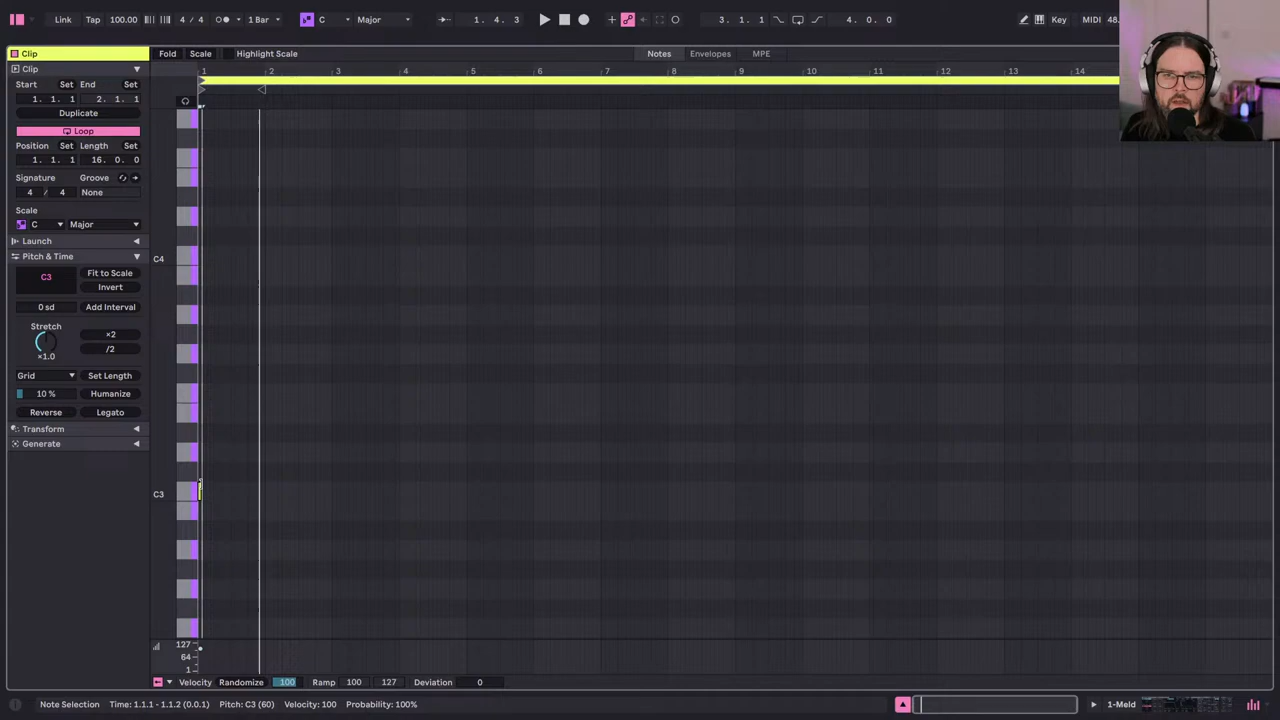 Link Tap 100.00 4 / 4 1 Bar C Major 1. 4. 3 3. 1. 1 4. 0. 0 Key MIDI 48.
Clip Fold Scale Highlight Scale Notes Envelopes MPE
Clip
1 2 3 4 5 6 7 8 9 10 11 12 13 14
Start Set End Set
1. 1. 1 2. 1. 1
Duplicate
Loop
Position Set Length Set
1. 1. 1 16. 0. 0
Signature Groove
4 / 4 None
Scale
C Major
Launch
Pitch & Time
C4
C3 Fit to Scale
Invert
0 sd Add Interval
Stretch
×2
/2
×1.0
Grid Set Length
10 % Humanize
Reverse Legato
Transform
Generate
C3
127
64
1
Velocity Randomize 100 Ramp 100 127 Deviation 0
Note Selection Time: 1.1.1 - 1.1.2 (0.0.1) Pitch: C3 (60) Velocity: 100 Probability: 100% 1-Meld